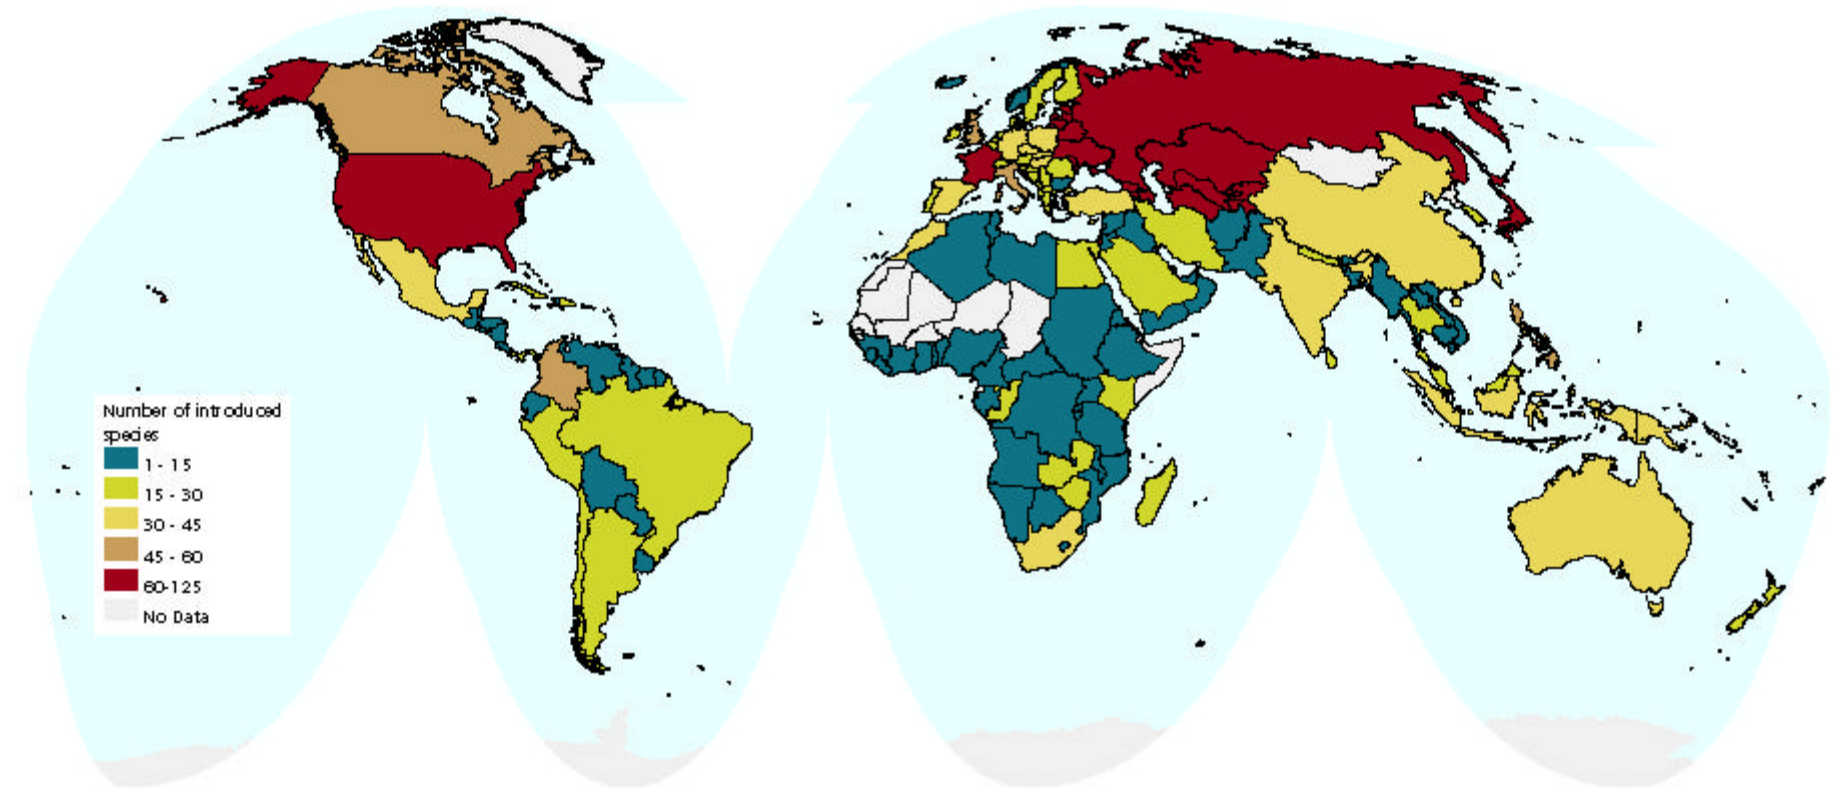 Number of introduced
species
1 - 15
15 - 30
30 - 45
45 - 60
60-125
No Data